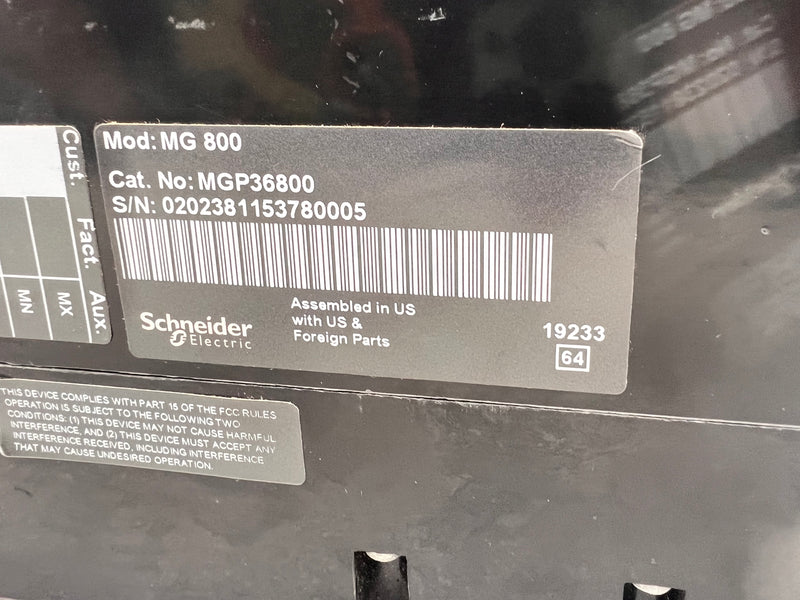 Mod: MG 800
Cat. No: MGP36800
S/N: 0202381153780005
Schneider
Electric
Assembled in US
with US &
Foreign Parts
19233
64
Cust.
Fact.
Aux.
MN
MX
THIS DEVICE COMPLIES WITH PART 15 OF THE FCC RULES
OPERATION IS SUBJECT TO THE FOLLOWING TWO
CONDITIONS: (1) THIS DEVICE MAY NOT CAUSE HARMFUL
INTERFERENCE, AND (2) THIS DEVICE MUST ACCEPT ANY
INTERFERENCE RECEIVED, INCLUDING INTERFERENCE
THAT MAY CAUSE UNDESIRED OPERATION.